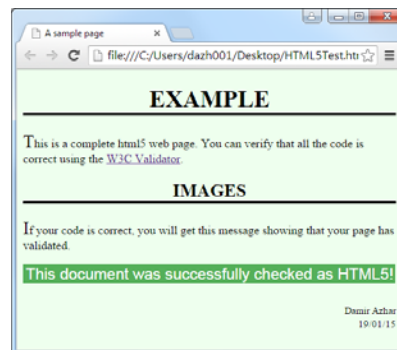 A sample page
file:///C:/Users/dazh001/Desktop/HTML5Test.htm
EXAMPLE
This is a complete html5 web page. You can verify that all the code is
correct using the W3C Validator.
IMAGES
If your code is correct, you will get this message showing that your page has
validated.
This document was successfully checked as HTML5!
Damir Azhar
19/01/15